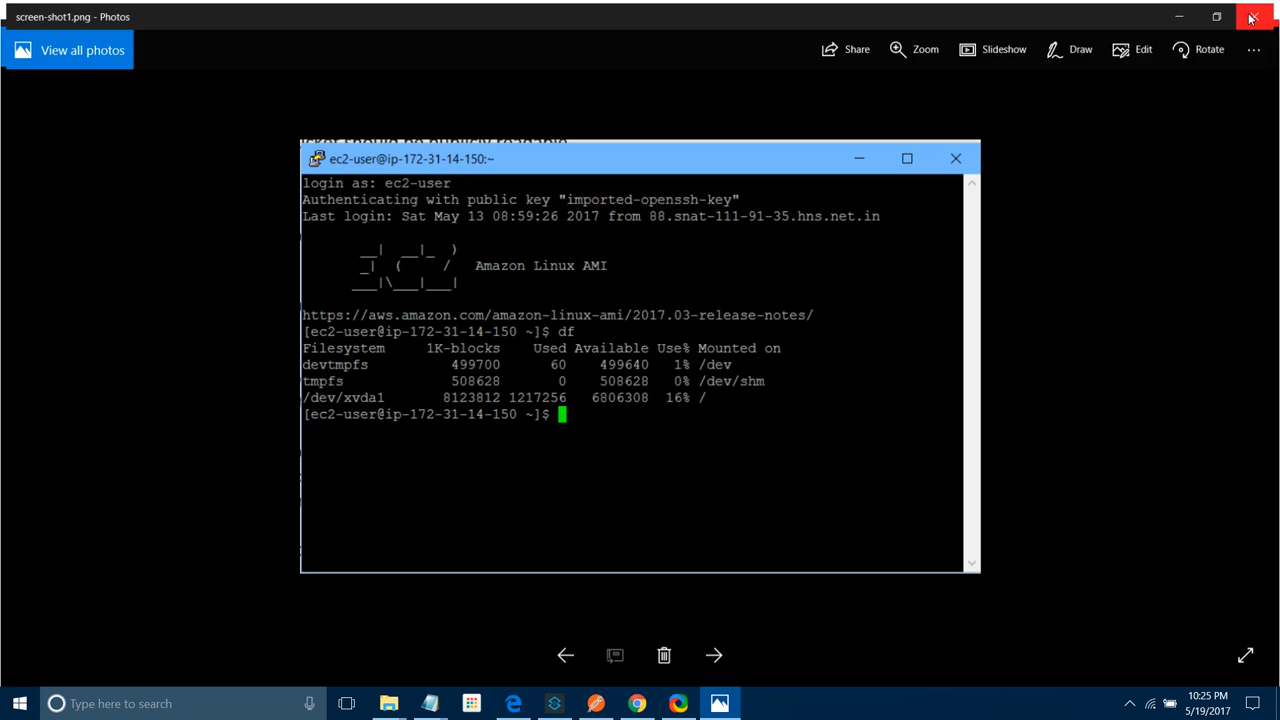 screen-shot1.png - Photos
View all photos
Share
Zoom
Slideshow
Draw
Edit
Rotate
ec2-user@ip-172-31-14-150:~
login as: ec2-user
Authenticating with public key "imported-openssh-key"
Last login: Sat May 13 08:59:26 2017 from 88.snat-111-91-35.hns.net.in
__|  __|_  )
_|  (     /   Amazon Linux AMI
___|\___|___|
https://aws.amazon.com/amazon-linux-ami/2017.03-release-notes/
[ec2-user@ip-172-31-14-150 ~]$ df
Filesystem     1K-blocks    Used Available Use% Mounted on
devtmpfs          499700      60    499640   1% /dev
tmpfs             508628       0    508628   0% /dev/shm
/dev/xvda1       8123812 1217256   6806308  16% /
[ec2-user@ip-172-31-14-150 ~]$
Type here to search
10:25 PM
5/19/2017